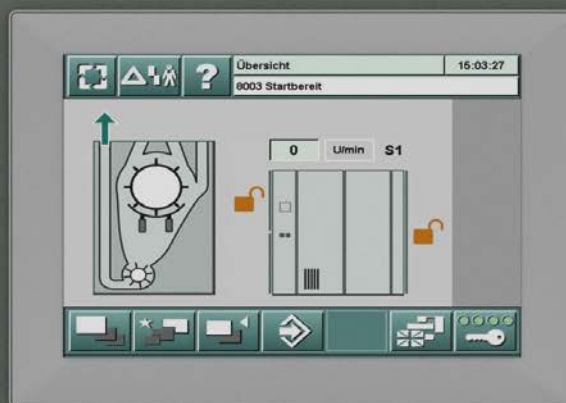 ?
Übersicht
15:03:27
8003 Startbereit
0 U/min S1